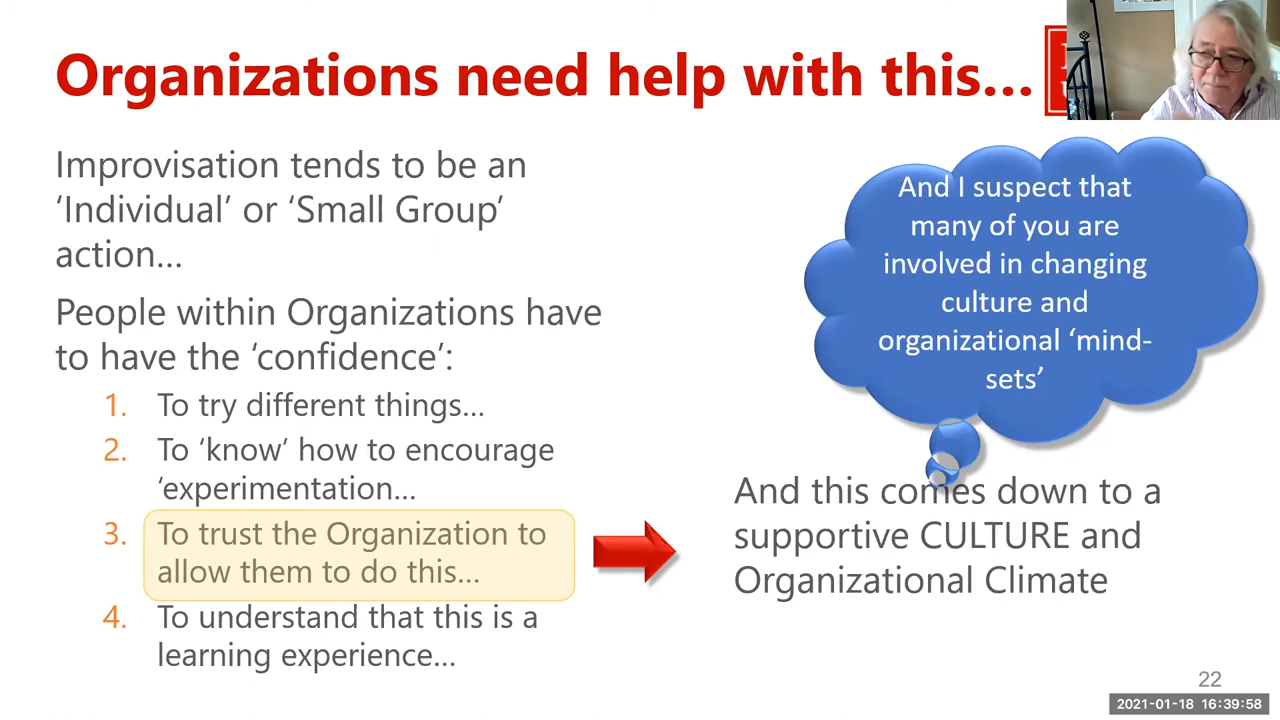 Organizations need help with this...
Improvisation tends to be an
‘Individual’ or ‘Small Group’
action...
People within Organizations have
to have the ‘confidence’:
1. To try different things...
2. To ‘know’ how to encourage
‘experimentation...
3. To trust the Organization to
allow them to do this...
4. To understand that this is a
learning experience...
And I suspect that
many of you are
involved in changing
culture and
organizational ‘mind-
sets’
And this comes down to a
supportive CULTURE and
Organizational Climate
22
2021-01-18 16:39:58